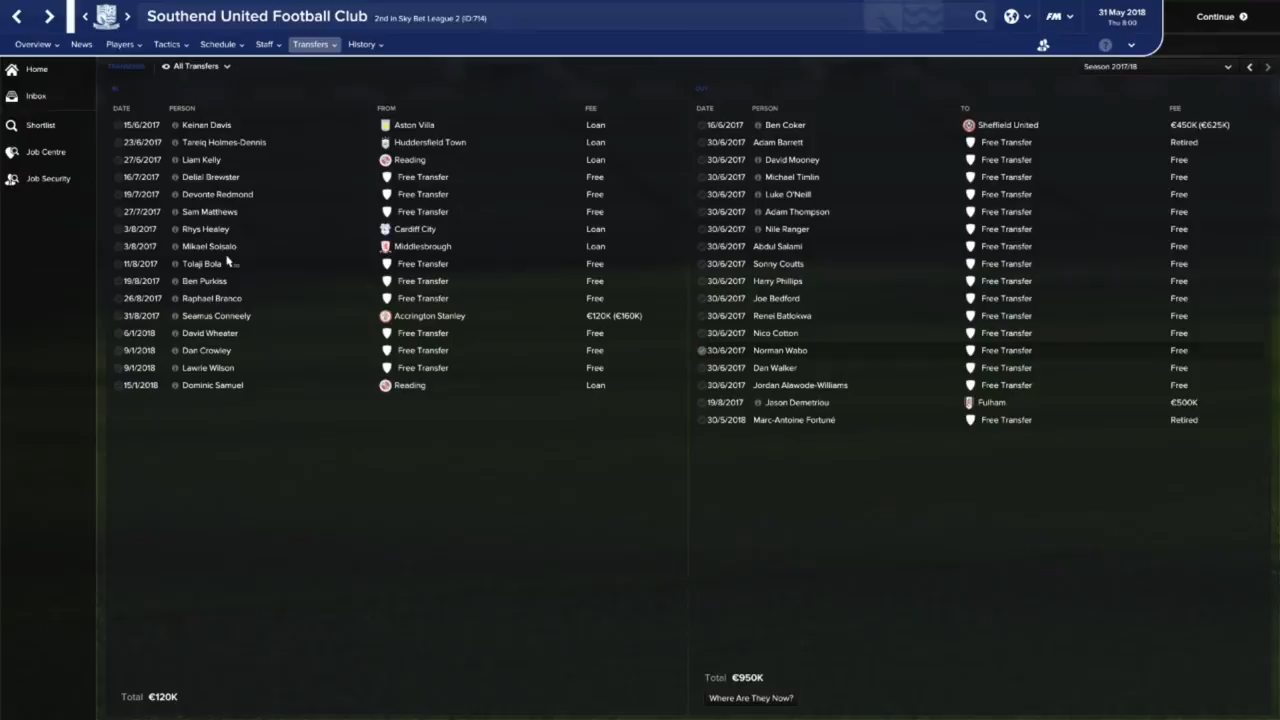 Southend United Football Club 2nd in Sky Bet League 2 (ID:714)
FM
31 May 2018
Thu 8:00
Continue
Overview News Players Tactics Schedule Staff Transfers History
Home
Inbox
Shortlist
Job Centre
Job Security
TRANSFERS All Transfers
Season 2017/18
IN
DATE PERSON FROM FEE
15/6/2017 Keinan Davis Aston Villa Loan
23/6/2017 Tareiq Holmes-Dennis Huddersfield Town Loan
27/6/2017 Liam Kelly Reading Loan
16/7/2017 Delial Brewster Free Transfer Free
19/7/2017 Devonte Redmond Free Transfer Free
27/7/2017 Sam Matthews Free Transfer Free
3/8/2017 Rhys Healey Cardiff City Loan
3/8/2017 Mikael Soisalo Middlesbrough Loan
11/8/2017 Tolaji Bola Free Transfer Free
19/8/2017 Ben Purkiss Free Transfer Free
26/8/2017 Raphael Branco Free Transfer Free
31/8/2017 Seamus Conneely Accrington Stanley €120K (€160K)
6/1/2018 David Wheater Free Transfer Free
9/1/2018 Dan Crowley Free Transfer Free
9/1/2018 Lawrie Wilson Free Transfer Free
15/1/2018 Dominic Samuel Reading Loan
Total €120K
OUT
DATE PERSON TO FEE
16/6/2017 Ben Coker Sheffield United €450K (€625K)
30/6/2017 Adam Barrett Free Transfer Retired
30/6/2017 David Mooney Free Transfer Free
30/6/2017 Michael Timlin Free Transfer Free
30/6/2017 Luke O'Neill Free Transfer Free
30/6/2017 Adam Thompson Free Transfer Free
30/6/2017 Nile Ranger Free Transfer Free
30/6/2017 Abdul Salami Free Transfer Free
30/6/2017 Sonny Coutts Free Transfer Free
30/6/2017 Harry Phillips Free Transfer Free
30/6/2017 Joe Bedford Free Transfer Free
30/6/2017 Renei Batlokwa Free Transfer Free
30/6/2017 Nico Cotton Free Transfer Free
30/6/2017 Norman Wabo Free Transfer Free
30/6/2017 Dan Walker Free Transfer Free
30/6/2017 Jordan Alawode-Williams Free Transfer Free
19/8/2017 Jason Demetriou Fulham €500K
30/5/2018 Marc-Antoine Fortuné Free Transfer Retired
Total €950K
Where Are They Now?